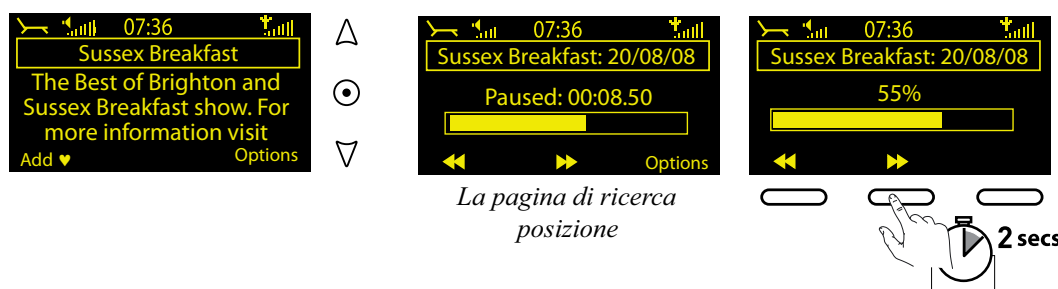 07:36
Sussex Breakfast
The Best of Brighton and
Sussex Breakfast show. For
more information visit
Add ♥ Options
07:36
Sussex Breakfast: 20/08/08
Paused: 00:08.50
Options
La pagina di ricerca
posizione
07:36
Sussex Breakfast: 20/08/08
55%
2 secs